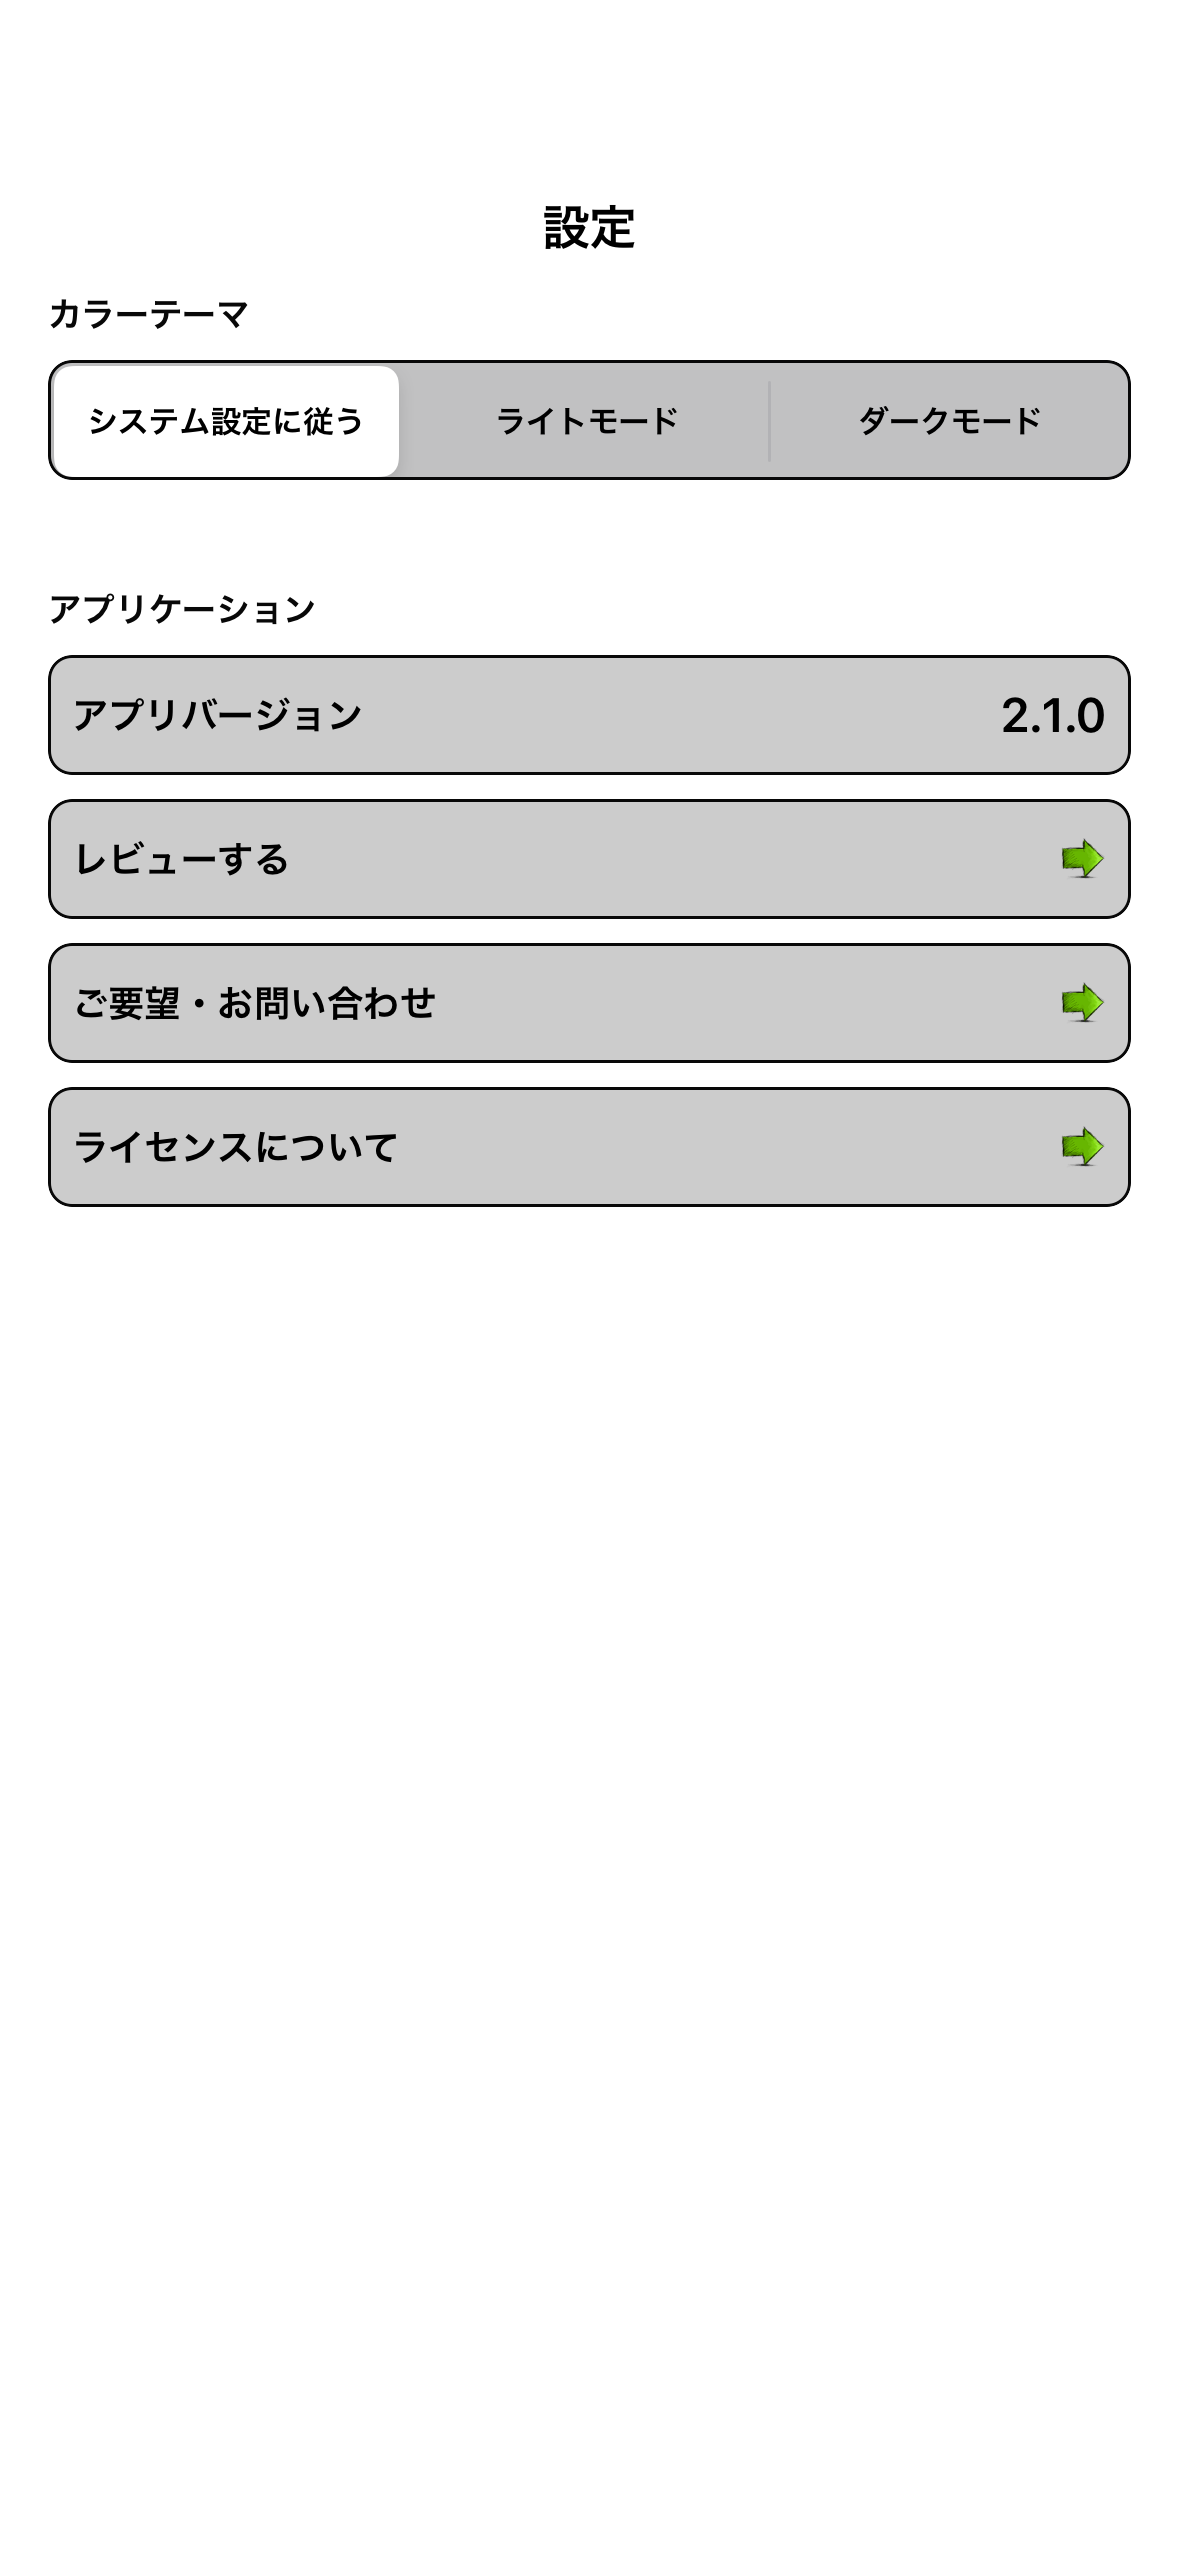 設定
カラーテーマ
システム設定に従う
ライトモード
ダークモード
アプリケーション
アプリバージョン
2.1.0
レビューする
ご要望・お問い合わせ
ライセンスについて